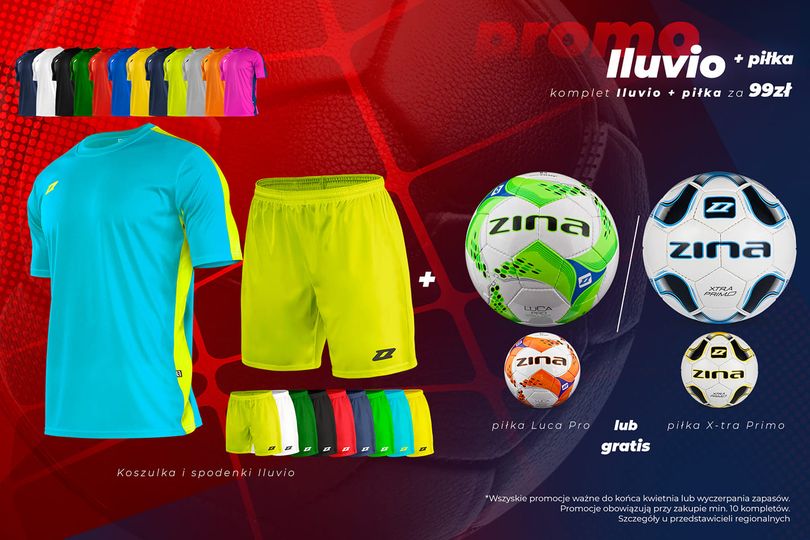 promo
Iluvio + piłka
komplet Iluvio + piłka za 99zł
zina
LUCA
zina
XTRA
PRIMO
+
zina
zina
XTRA
PRIMO
piłka Luca Pro
lub
gratis
piłka X-tra Primo
Koszulka i spodenki Iluvio
*Wszyskie promocje ważne do końca kwietnia lub wyczerpania zapasów.
Promocje obowiązują przy zakupie min. 10 kompletów.
Szczegóły u przedstawicieli regionalnych